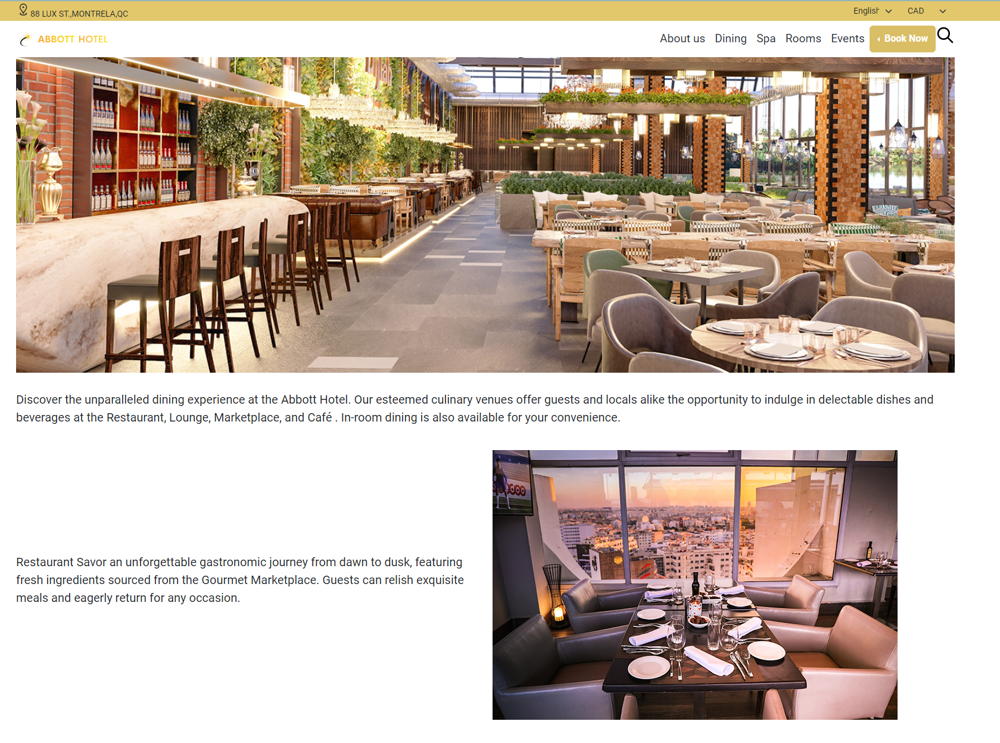 88 LUX ST.,MONTRELA,QC
English
CAD
ABBOTT HOTEL
About us
Dining
Spa
Rooms
Events
Book Now
Discover the unparalleled dining experience at the Abbott Hotel. Our esteemed culinary venues offer guests and locals alike the opportunity to indulge in delectable dishes and
beverages at the Restaurant, Lounge, Marketplace, and Café . In-room dining is also available for your convenience.
Restaurant Savor an unforgettable gastronomic journey from dawn to dusk, featuring
fresh ingredients sourced from the Gourmet Marketplace. Guests can relish exquisite
meals and eagerly return for any occasion.